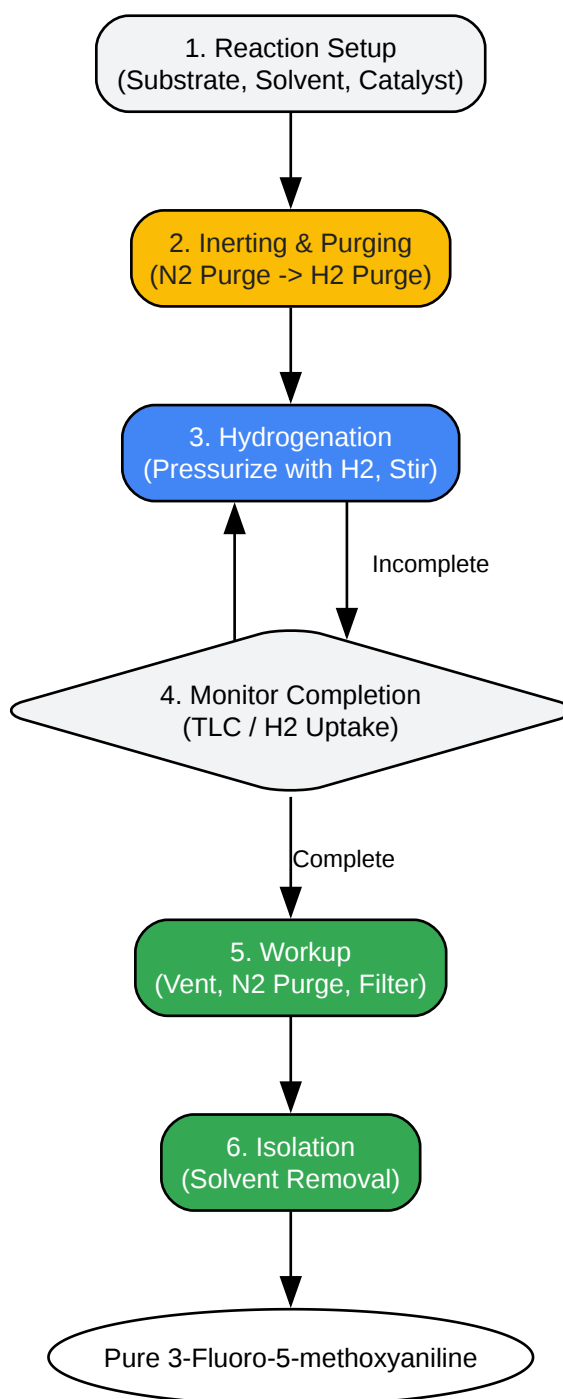 1. Reaction Setup
(Substrate, Solvent, Catalyst)
2. Inerting & Purging
(N2 Purge -> H2 Purge)
3. Hydrogenation
(Pressurize with H2, Stir)
Incomplete
4. Monitor Completion
(TLC / H2 Uptake)
Complete
5. Workup
(Vent, N2 Purge, Filter)
6. Isolation
(Solvent Removal)
Pure 3-Fluoro-5-methoxyaniline